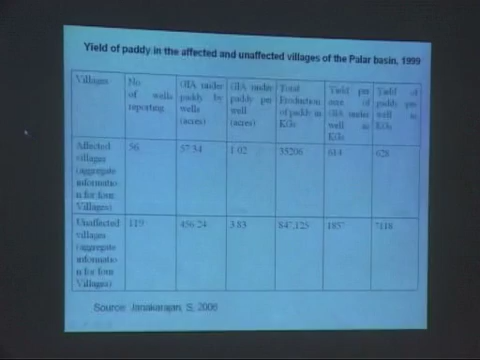 Yield of paddy in the affected and unaffected villages of the Palar basin, 1999
Villages
No.
of wells
reporting
GIA under
paddy by
wells
(acres)
GIA under
paddy per
well
(acres)
Total
Production
of paddy in
KGs
Yield per
acre of
GIA under
well in
KGs
Yield of
paddy per
well in
KGs
Affected
villages
(aggregate
informatio
n for four
Villages)
56
57.34
1.02
35206
614
628
Unaffected
villages
(aggregate
informatio
n for four
Villages)
119
456.24
3.83
847,125
1857
7118
Source: Janakarajan, S, 2006